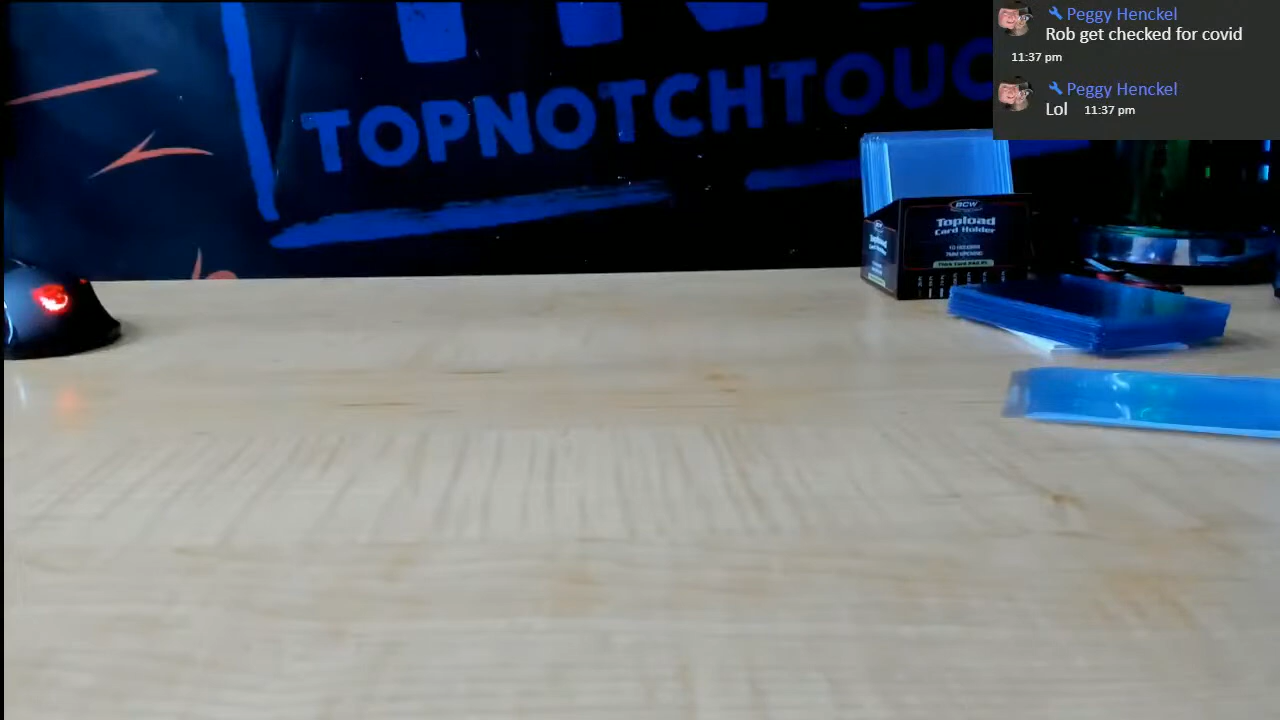 TOPNOTCHTOUC
Peggy Henckel
Rob get checked for covid
11:37 pm
Peggy Henckel
Lol 11:37 pm
BCW
Topload
Card Holder